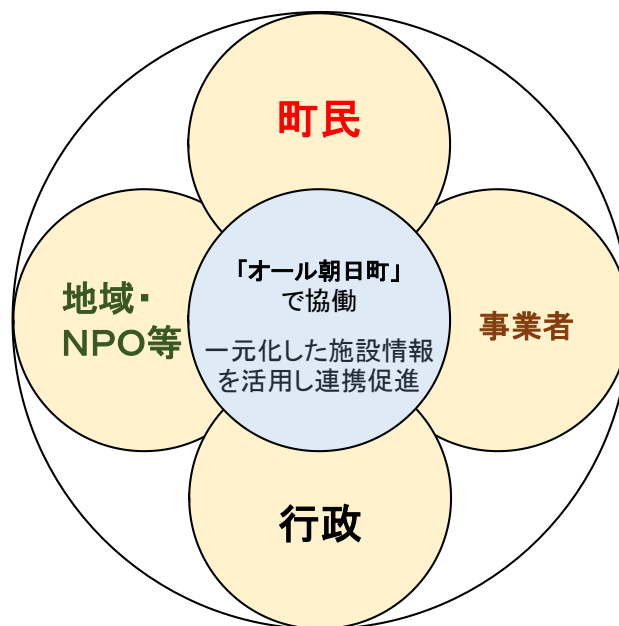 町民
「オール朝日町」
で協働
一元化した施設情報
を活用し連携促進
地域・
NPO等
事業者
行政